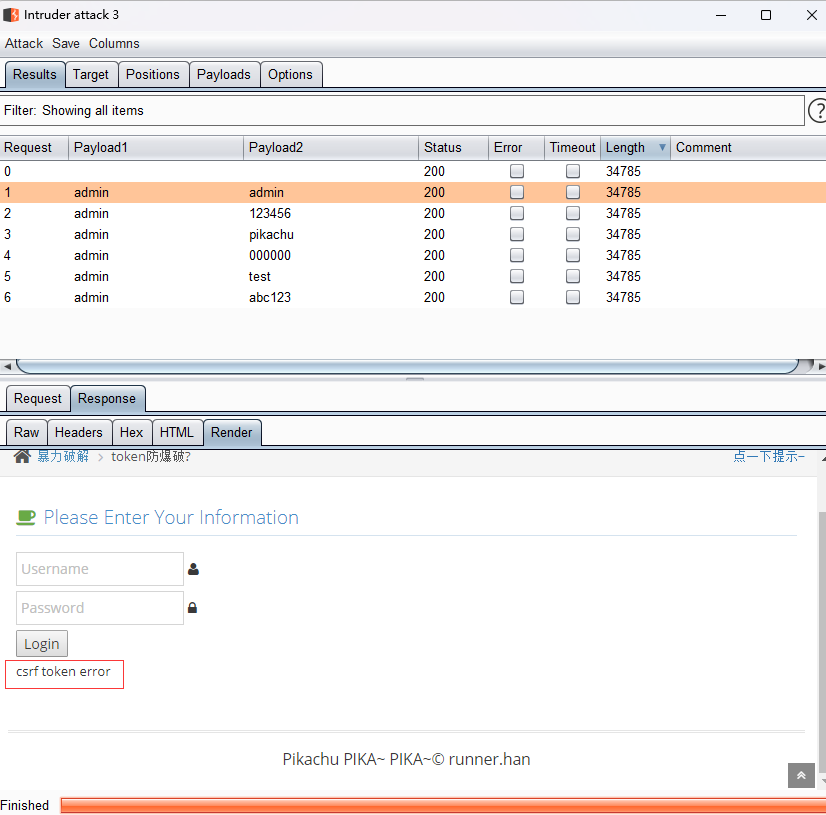 Intruder attack 3
Attack Save Columns
Results Target Positions Payloads Options
Filter: Showing all items ?
Request Payload1 Payload2 Status Error Timeout Length Comment
0 200 34785
1 admin admin 200 34785
2 admin 123456 200 34785
3 admin pikachu 200 34785
4 admin 000000 200 34785
5 admin test 200 34785
6 admin abc123 200 34785
Request Response
Raw Headers Hex HTML Render
暴力破解 > token防爆破? 点一下提示~
Please Enter Your Information
Username
Password
Login
csrf token error
Pikachu PIKA~ PIKA~© runner.han
Finished